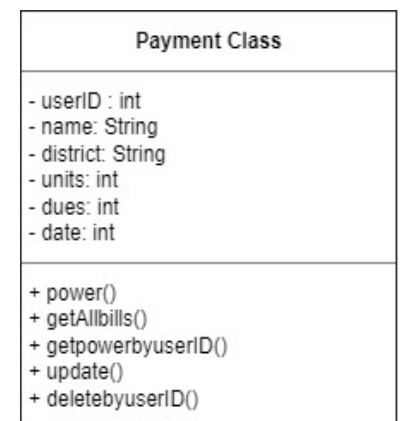 Payment Class
- userID : int
- name: String
- district: String
- units: int
- dues: int
- date: int
+ power()
+ getAllbills()
+ getpowerbyuserID()
+ update()
+ deletebyuserID()